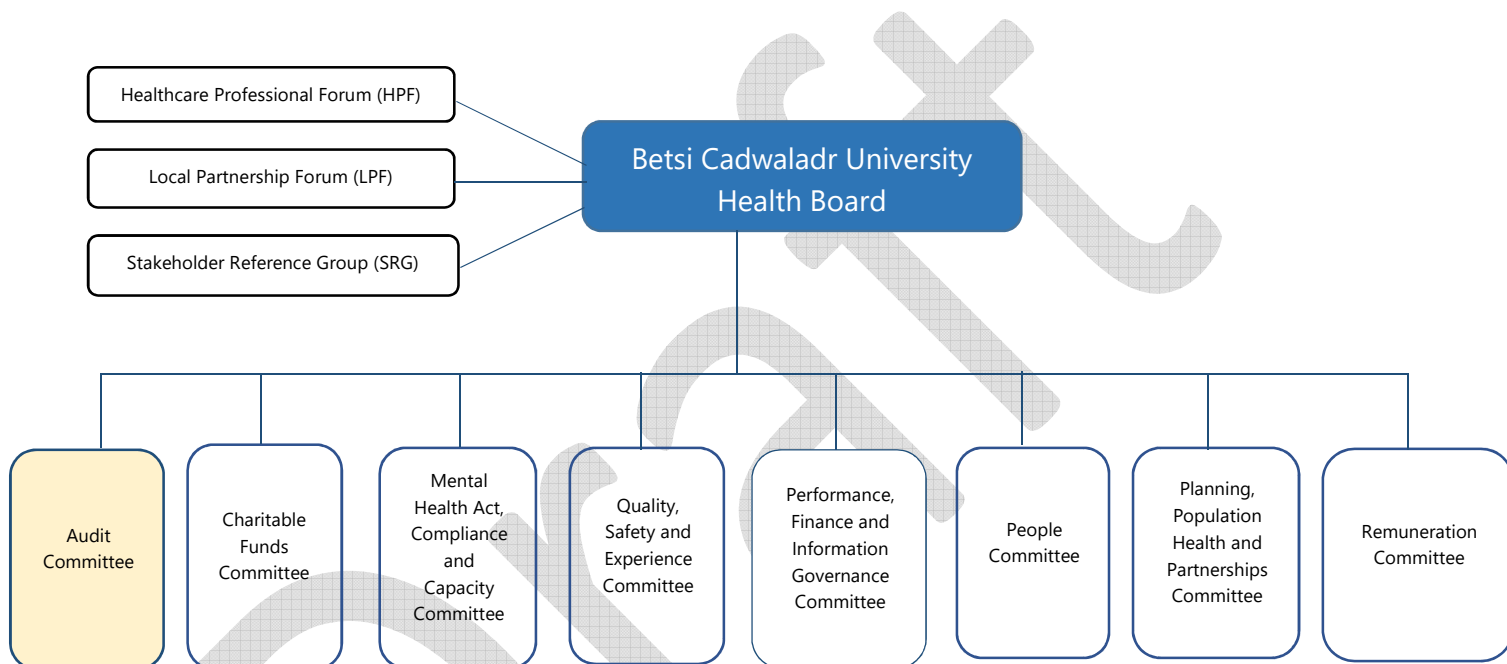 Healthcare Professional Forum (HPF)
Local Partnership Forum (LPF)
Stakeholder Reference Group (SRG)
Betsi Cadwaladr University
Health Board
Audit
Committee
Charitable
Funds
Committee
Mental
Health Act,
Compliance
and
Capacity
Committee
Quality,
Safety and
Experience
Committee
Performance,
Finance and
Information
Governance
Committee
People
Committee
Planning,
Population
Health and
Partnerships
Committee
Remuneration
Committee
Draft